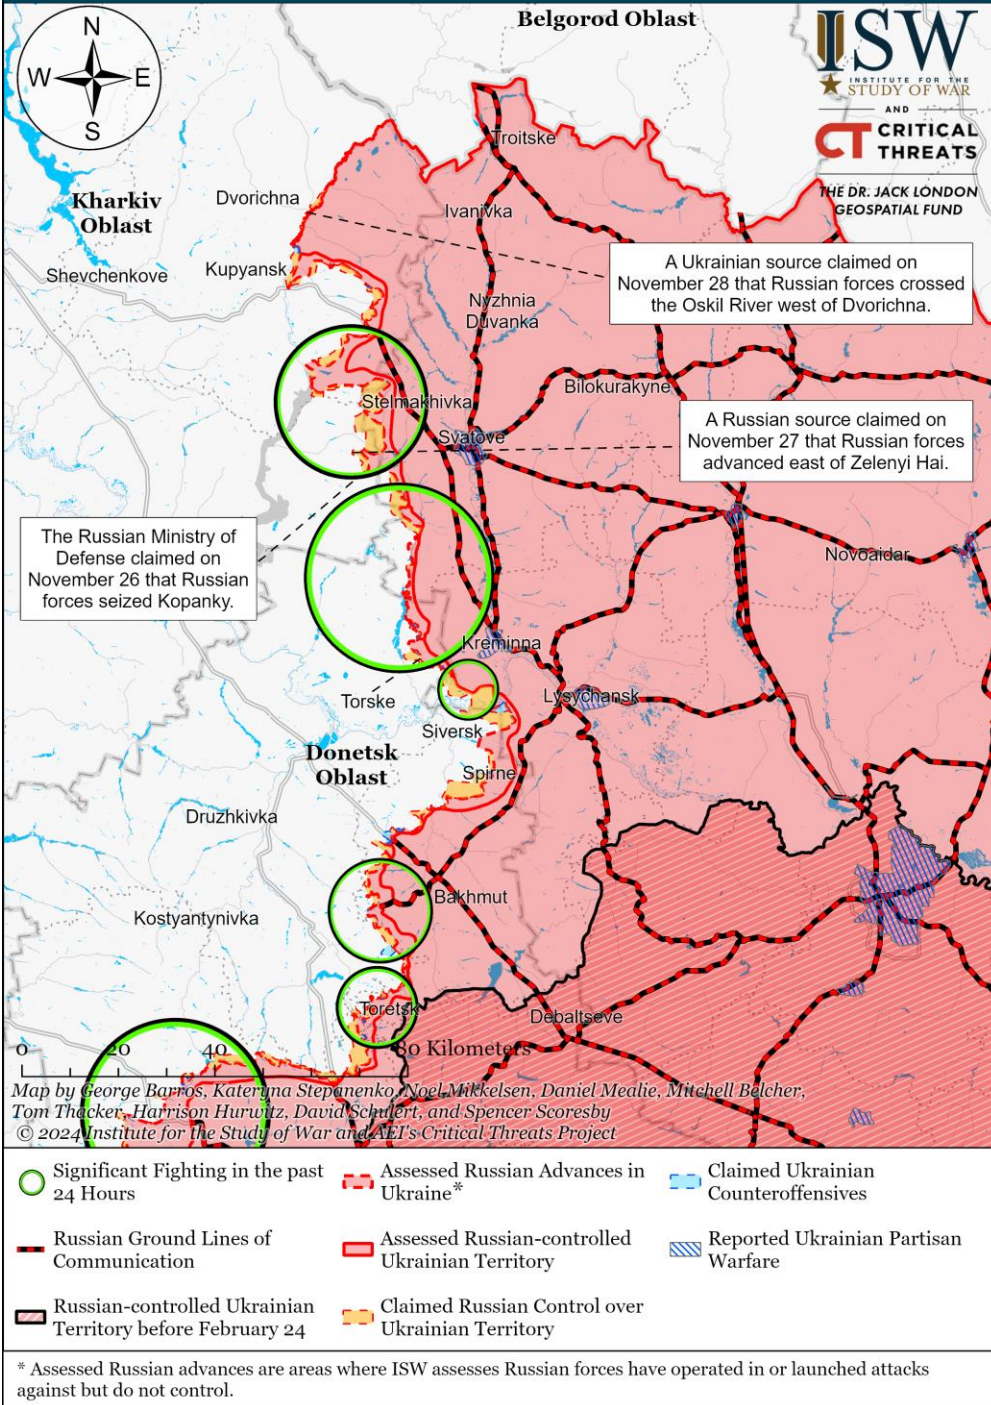 Belgorod Oblast
N
W
E
S
ISW
INSTITUTE FOR THE
STUDY OF WAR
AND
CT CRITICAL
THREATS
THE DR. JACK LONDON
GEOSPATIAL FUND
Troitske
Dvorichna
Kharkiv
Oblast
Ivanivka
Shevchenkove
Kupyansk
A Ukrainian source claimed on
November 28 that Russian forces crossed
the Oskil River west of Dvorichna.
Nyzhnia
Duvanka
Bilokurakyne
Stelmakhivka
Svatove
A Russian source claimed on
November 27 that Russian forces
advanced east of Zelenyi Hai.
The Russian Ministry of
Defense claimed on
November 26 that Russian
forces seized Kopanky.
Novoaidar
Kreminna
Torske
Lysychansk
Siversk
Donetsk
Oblast
Spirne
Druzhkivka
Bakhmut
Kostyantynivka
Toretsk
Debaltseve
0 20 40 80 Kilometers
Map by George Barros, Kateryna Stepanenko, Noel Mikkelsen, Daniel Mealie, Mitchell Belcher,
Tom Thacker, Harrison Hurwitz, David Schulert, and Spencer Scoresby
© 2024 Institute for the Study of War and AEI's Critical Threats Project
Significant Fighting in the past
24 Hours
Russian Ground Lines of
Communication
Russian-controlled Ukrainian
Territory before February 24
Assessed Russian Advances in
Ukraine*
Assessed Russian-controlled
Ukrainian Territory
Claimed Russian Control over
Ukrainian Territory
Claimed Ukrainian
Counteroffensives
Reported Ukrainian Partisan
Warfare
* Assessed Russian advances are areas where ISW assesses Russian forces have operated in or launched attacks
against but do not control.